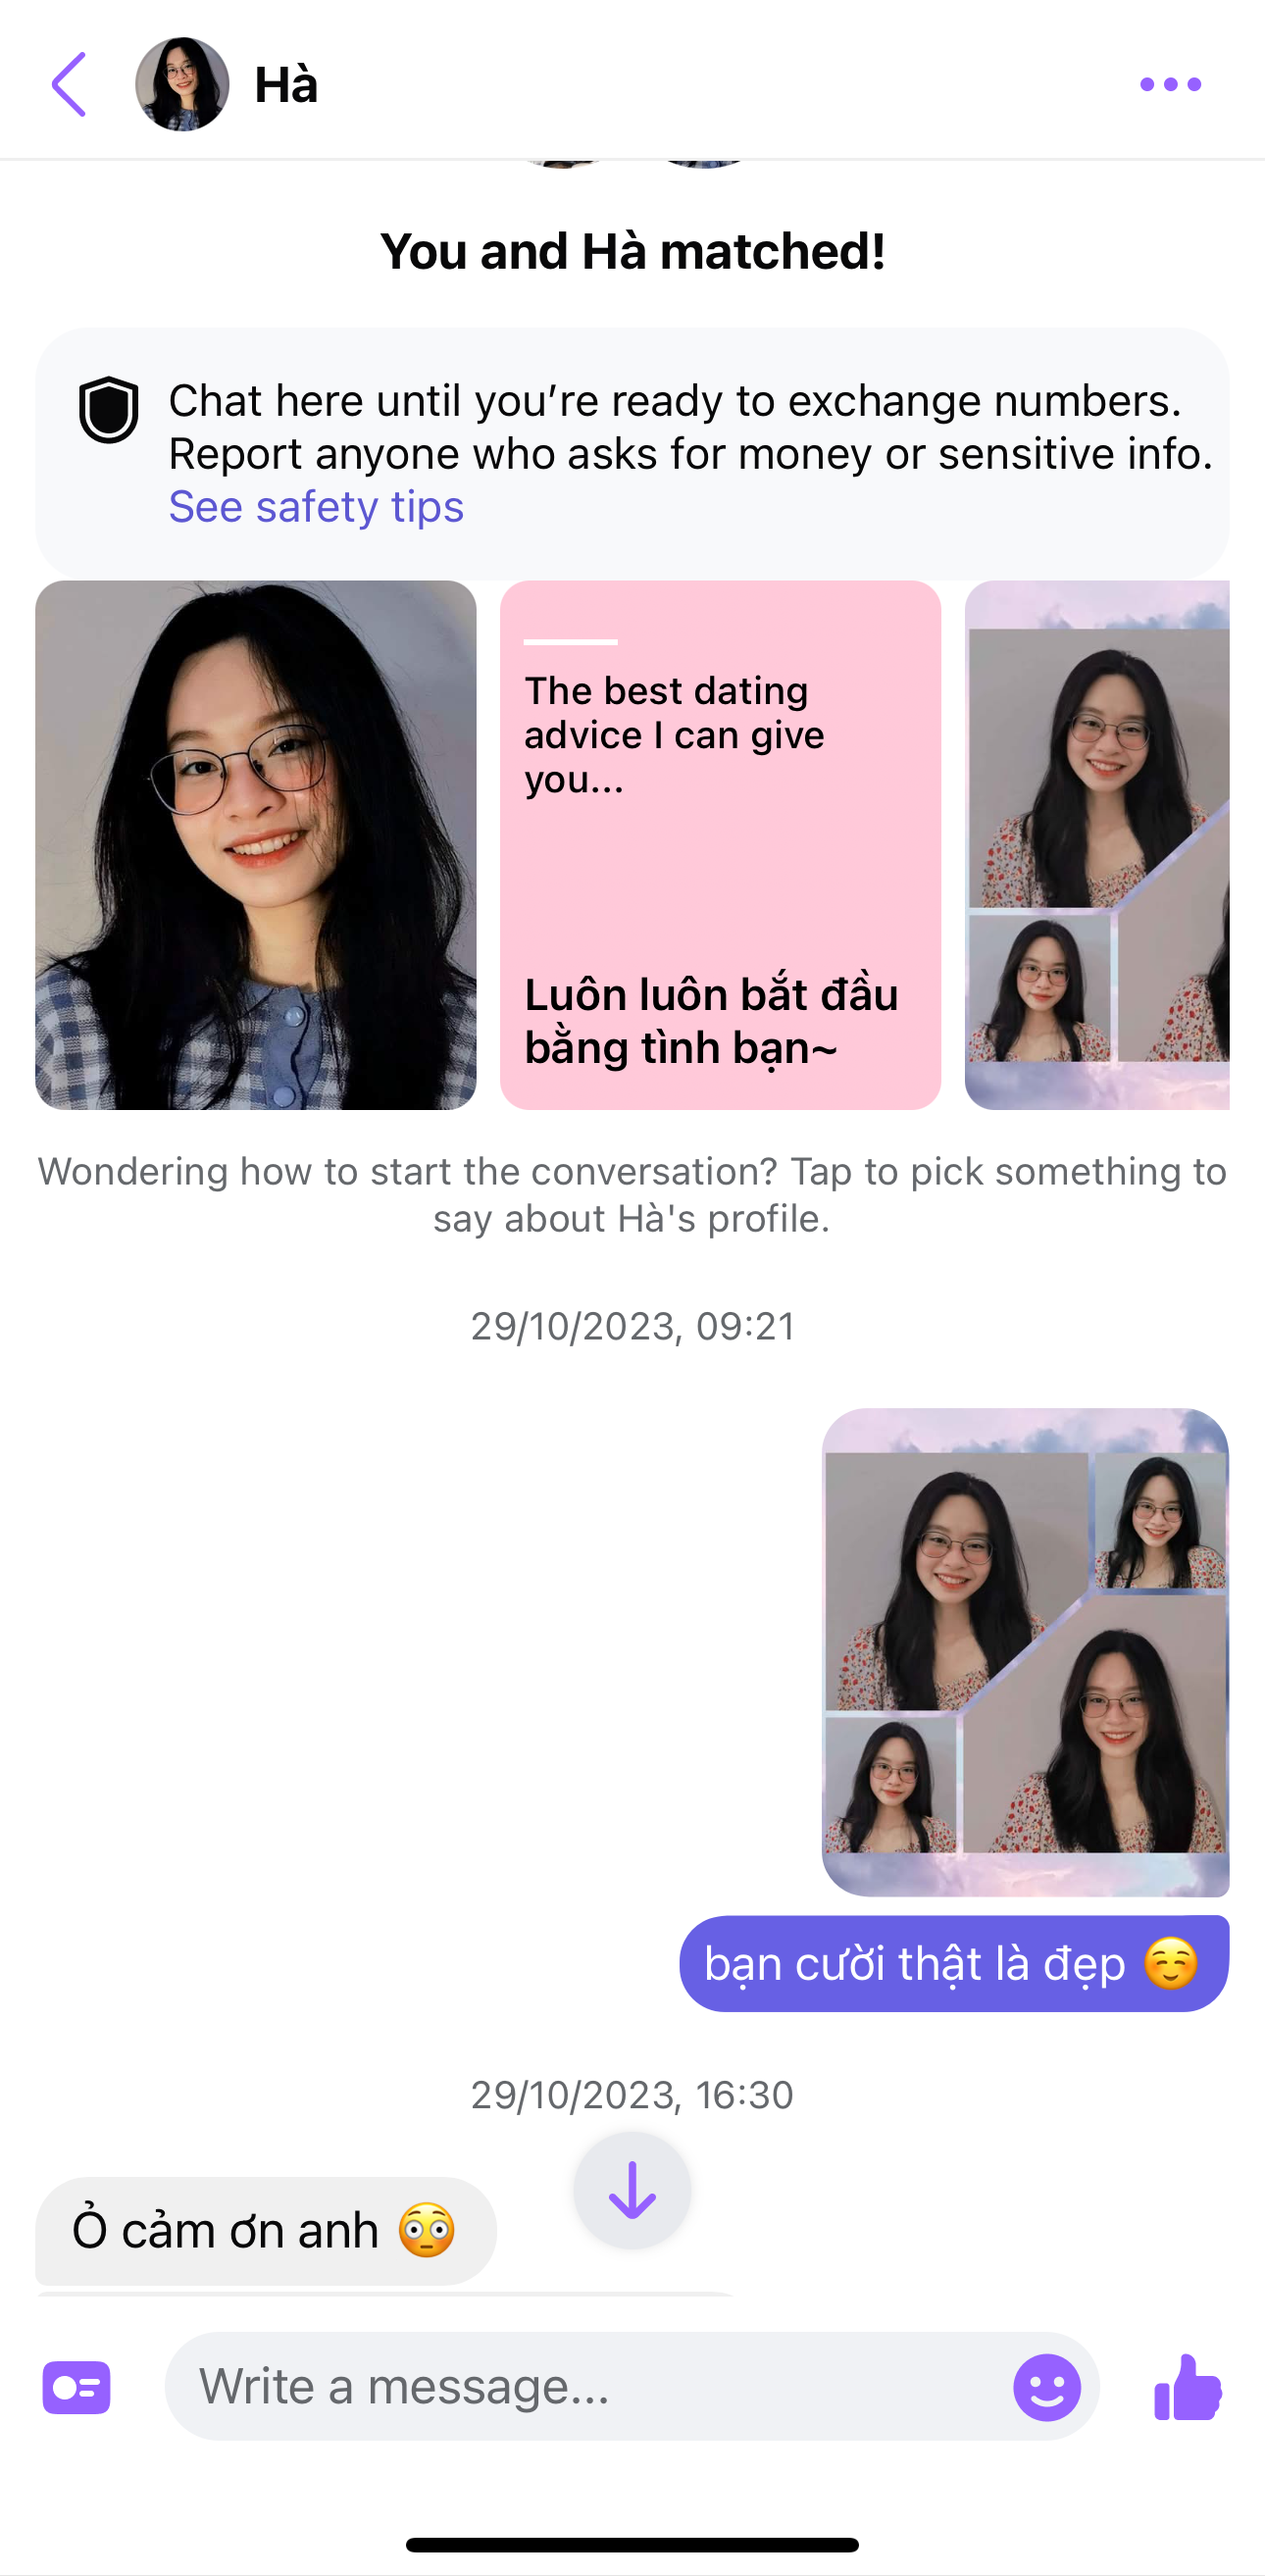 Hà
You and Hà matched!
Chat here until you’re ready to exchange numbers.
Report anyone who asks for money or sensitive info.
See safety tips
The best dating
advice I can give
you...
Luôn luôn bắt đầu
bằng tình bạn~
Wondering how to start the conversation? Tap to pick something to
say about Hà's profile.
29/10/2023, 09:21
bạn cười thật là đẹp ☺️
29/10/2023, 16:30
Ỏ cảm ơn anh 😳
Write a message...